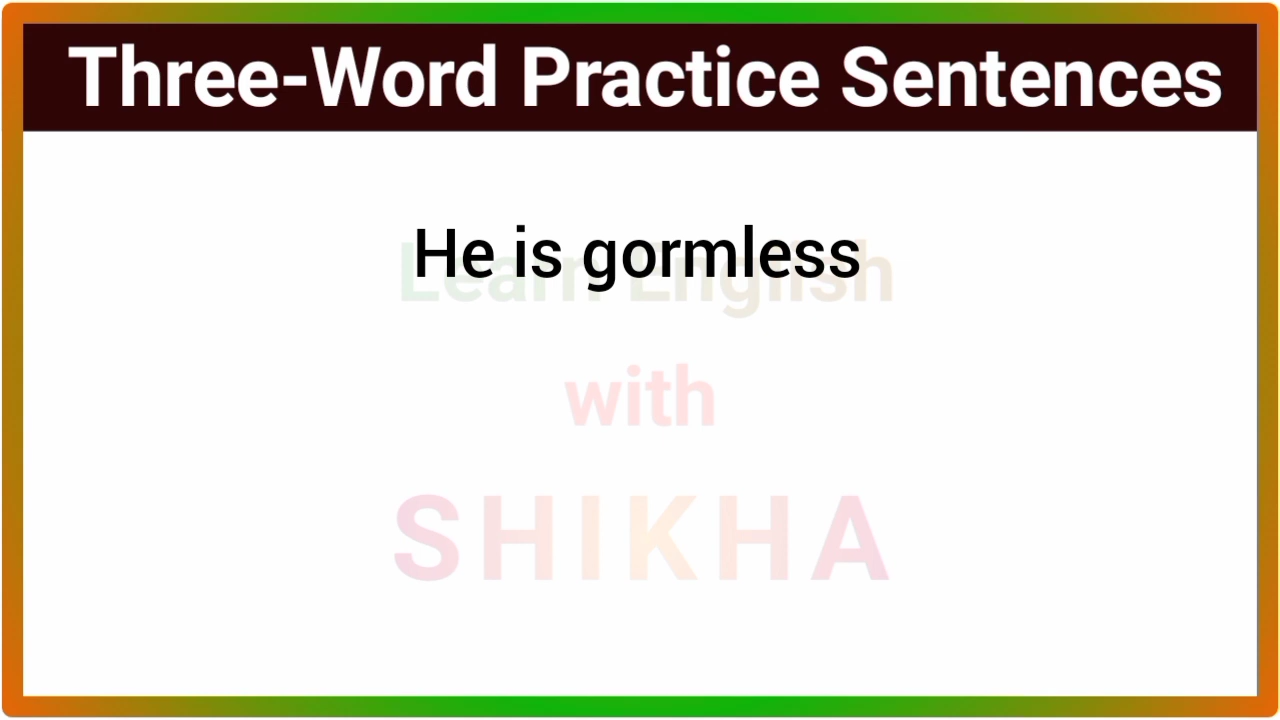 Three-Word Practice Sentences
He is gormless
Learn English
with
SHIKHA